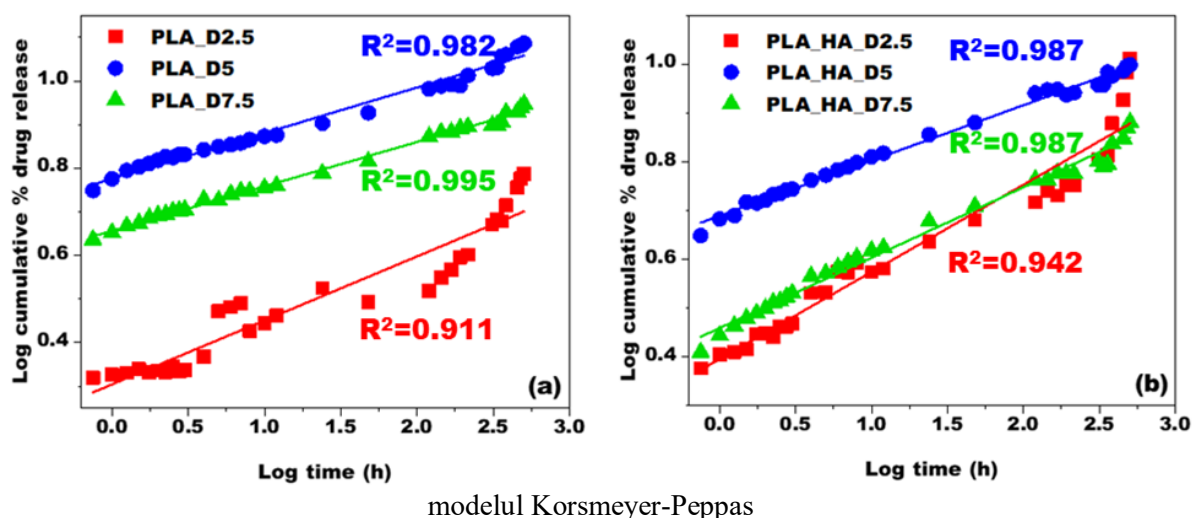 PLA_D2.5
PLA_D5
PLA_D7.5
R²=0.982
R²=0.995
R²=0.911
(a)
1.0
0.8
0.6
0.4
Log cumulative % drug release
0.0 0.5 1.0 1.5 2.0 2.5 3.0
Log time (h)
PLA_HA_D2.5
PLA_HA_D5
PLA_HA_D7.5
R²=0.987
R²=0.987
R²=0.942
(b)
1.0
0.8
0.6
0.4
Log cumulative % drug release
0.0 0.5 1.0 1.5 2.0 2.5 3.0
Log time (h)
modelul Korsmeyer-Peppas